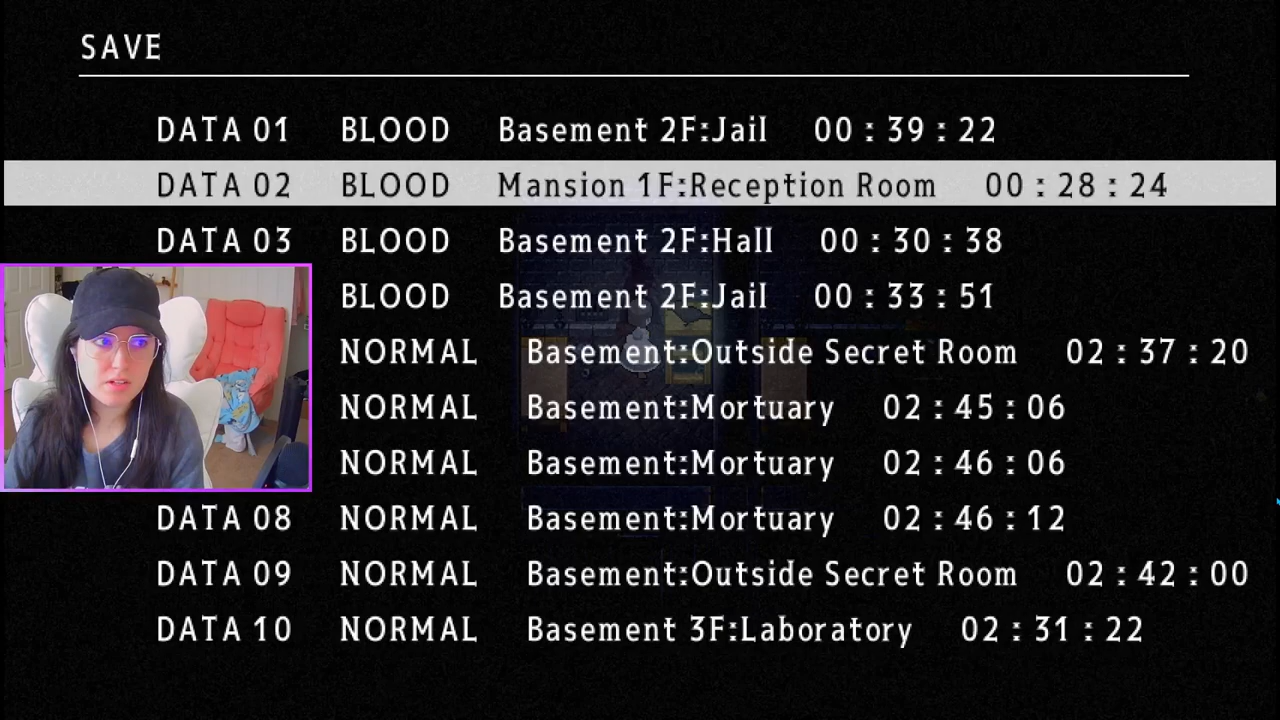 SAVE
DATA 01 BLOOD Basement 2F:Jail 00:39:22
DATA 02 BLOOD Mansion 1F:Reception Room 00:28:24
DATA 03 BLOOD Basement 2F:Hall 00:30:38
BLOOD Basement 2F:Jail 00:33:51
NORMAL Basement:Outside Secret Room 02:37:20
NORMAL Basement:Mortuary 02:45:06
NORMAL Basement:Mortuary 02:46:06
DATA 08 NORMAL Basement:Mortuary 02:46:12
DATA 09 NORMAL Basement:Outside Secret Room 02:42:00
DATA 10 NORMAL Basement 3F:Laboratory 02:31:22